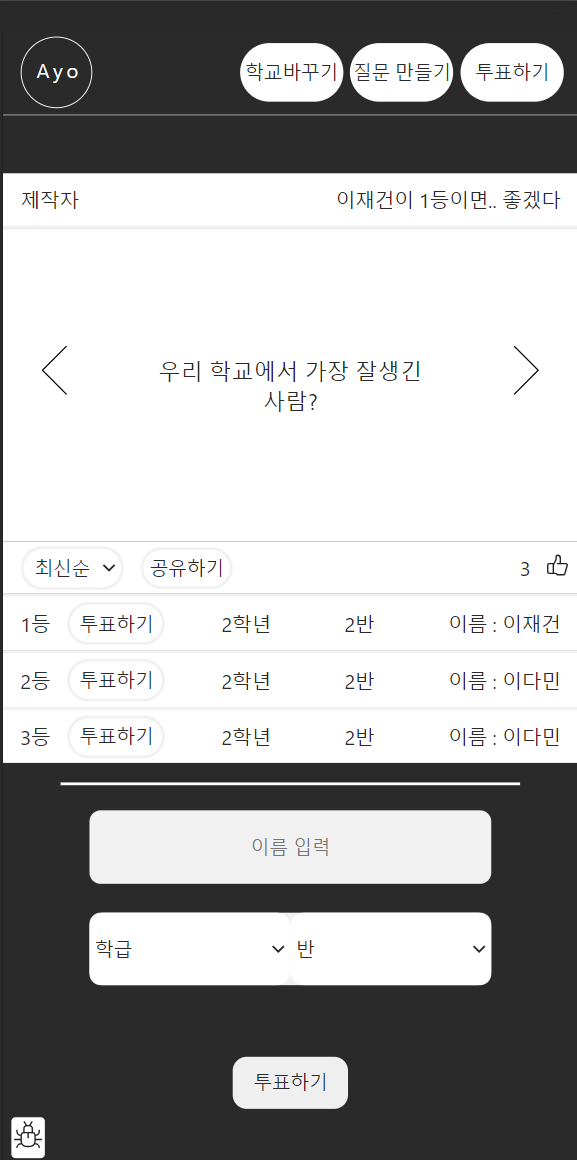 Ayo 학교바꾸기 질문 만들기 투표하기
제작자 이재건이 1등이면.. 좋겠다
우리 학교에서 가장 잘생긴
사람?
최신순 공유하기 3
1등 투표하기 2학년 2반 이름 : 이재건
2등 투표하기 2학년 2반 이름 : 이다민
3등 투표하기 2학년 2반 이름 : 이다민
이름 입력
학급 반
투표하기